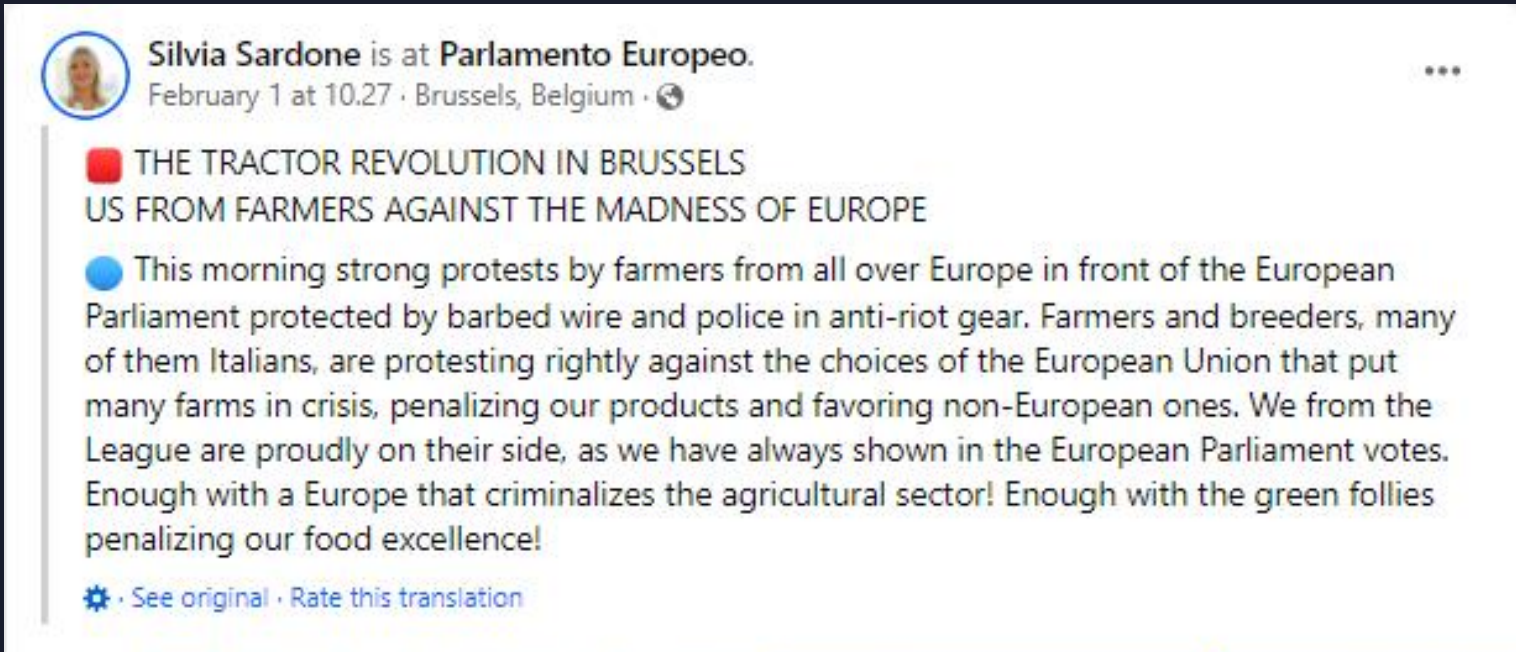 Silvia Sardone is at Parlamento Europeo.
February 1 at 10.27 · Brussels, Belgium ·
THE TRACTOR REVOLUTION IN BRUSSELS
US FROM FARMERS AGAINST THE MADNESS OF EUROPE
This morning strong protests by farmers from all over Europe in front of the European
Parliament protected by barbed wire and police in anti-riot gear. Farmers and breeders, many
of them Italians, are protesting rightly against the choices of the European Union that put
many farms in crisis, penalizing our products and favoring non-European ones. We from the
League are proudly on their side, as we have always shown in the European Parliament votes.
Enough with a Europe that criminalizes the agricultural sector! Enough with the green follies
penalizing our food excellence!
· See original · Rate this translation